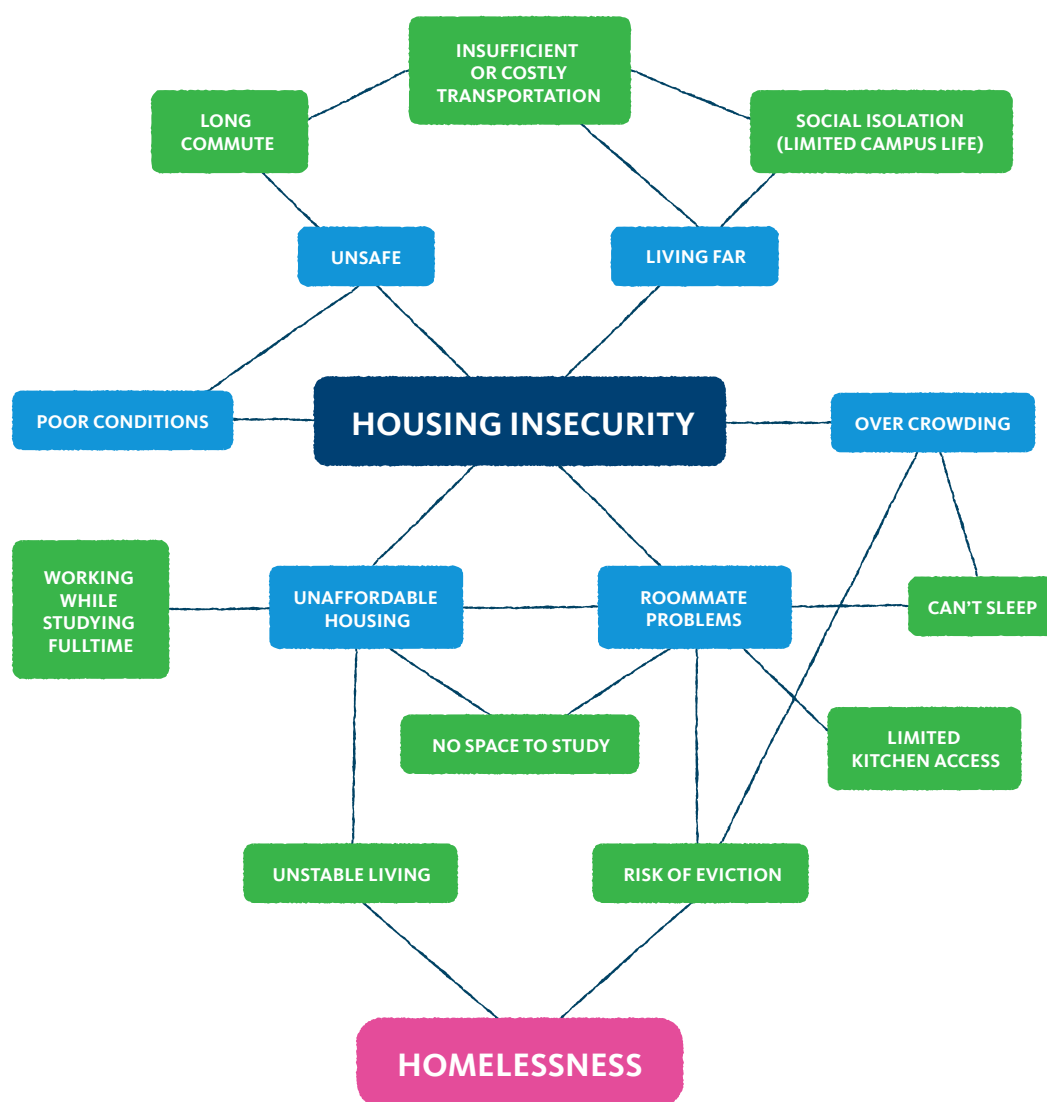 INSUFFICIENT
OR COSTLY
TRANSPORTATION
LONG
COMMUTE
SOCIAL ISOLATION
(LIMITED CAMPUS LIFE)
UNSAFE
LIVING FAR
POOR CONDITIONS
HOUSING INSECURITY
OVER CROWDING
WORKING
WHILE
STUDYING
FULLTIME
UNAFFORDABLE
HOUSING
ROOMMATE
PROBLEMS
CAN'T SLEEP
NO SPACE TO STUDY
LIMITED
KITCHEN ACCESS
UNSTABLE LIVING
RISK OF EVICTION
HOMELESSNESS